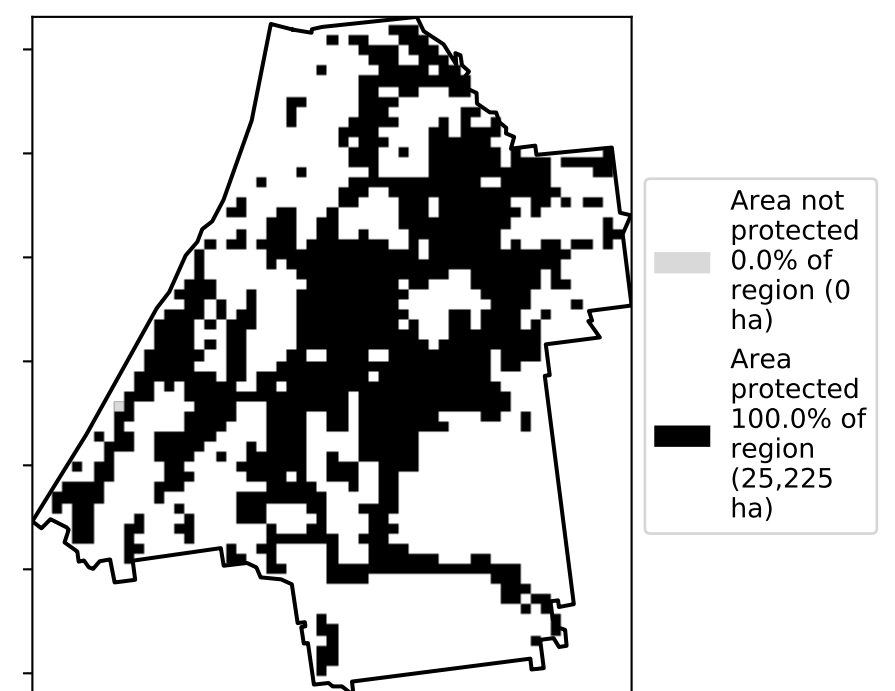 Area not
protected
0.0% of
region (0
ha)
Area
protected
100.0% of
region
(25,225
ha)